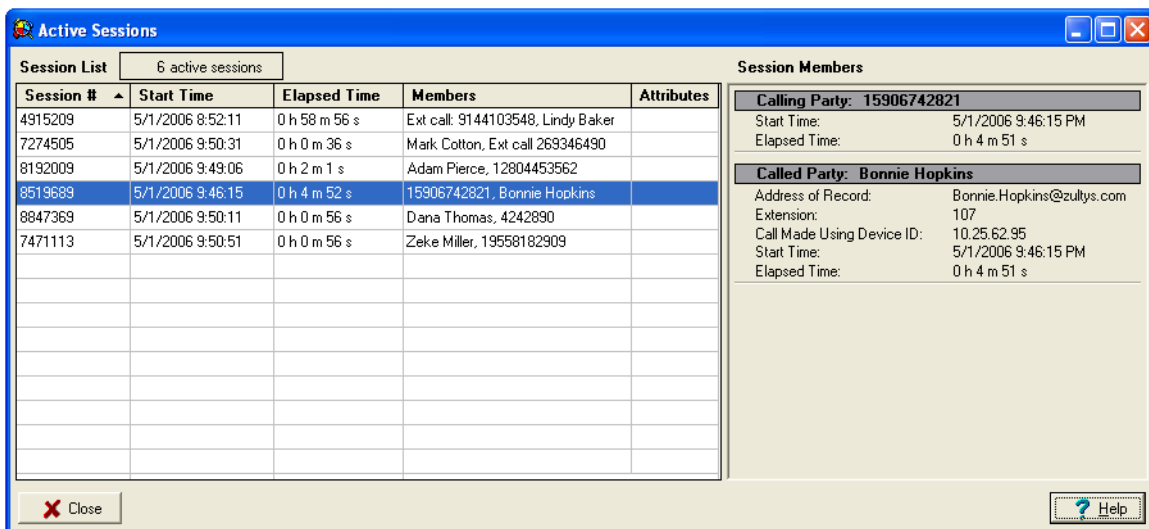 Active Sessions
Session List 6 active sessions
Session # Start Time Elapsed Time Members Attributes
4915209 5/1/2006 8:52:11 0 h 58 m 56 s Ext call: 9144103548, Lindy Baker
7274505 5/1/2006 9:50:31 0 h 0 m 36 s Mark Cotton, Ext call 269346490
8192009 5/1/2006 9:49:06 0 h 2 m 1 s Adam Pierce, 12804453562
8519689 5/1/2006 9:46:15 0 h 4 m 52 s 15906742821, Bonnie Hopkins
8847369 5/1/2006 9:50:11 0 h 0 m 56 s Dana Thomas, 4242890
7471113 5/1/2006 9:50:51 0 h 0 m 56 s Zeke Miller, 19558182909
Close
Session Members
Calling Party: 15906742821
Start Time: 5/1/2006 9:46:15 PM
Elapsed Time: 0 h 4 m 51 s
Called Party: Bonnie Hopkins
Address of Record: Bonnie.Hopkins@zultys.com
Extension: 107
Call Made Using Device ID: 10.25.62.95
Start Time: 5/1/2006 9:46:15 PM
Elapsed Time: 0 h 4 m 51 s
Help